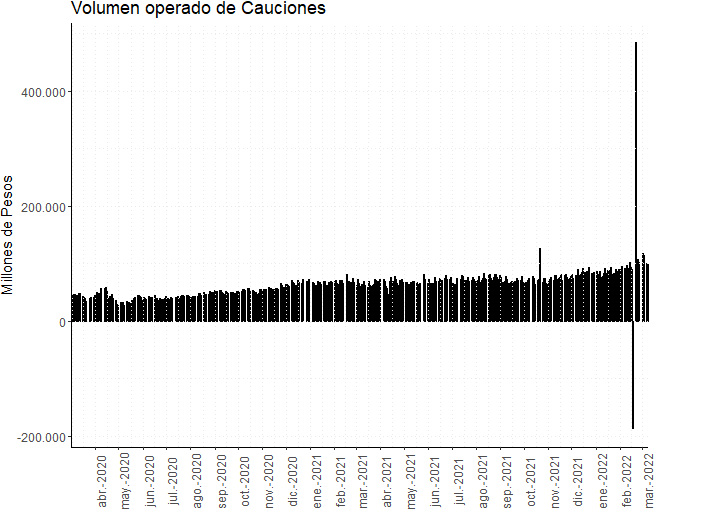 Volumen operado de Cauciones
Millones de Pesos
400.000
200.000
0
-200.000
abr.-2020
may.-2020
jun.-2020
jul.-2020
ago.-2020
sep.-2020
oct.-2020
nov.-2020
dic.-2020
ene.-2021
feb.-2021
mar.-2021
abr.-2021
may.-2021
jun.-2021
jul.-2021
ago.-2021
sep.-2021
oct.-2021
nov.-2021
dic.-2021
ene.-2022
feb.-2022
mar.-2022